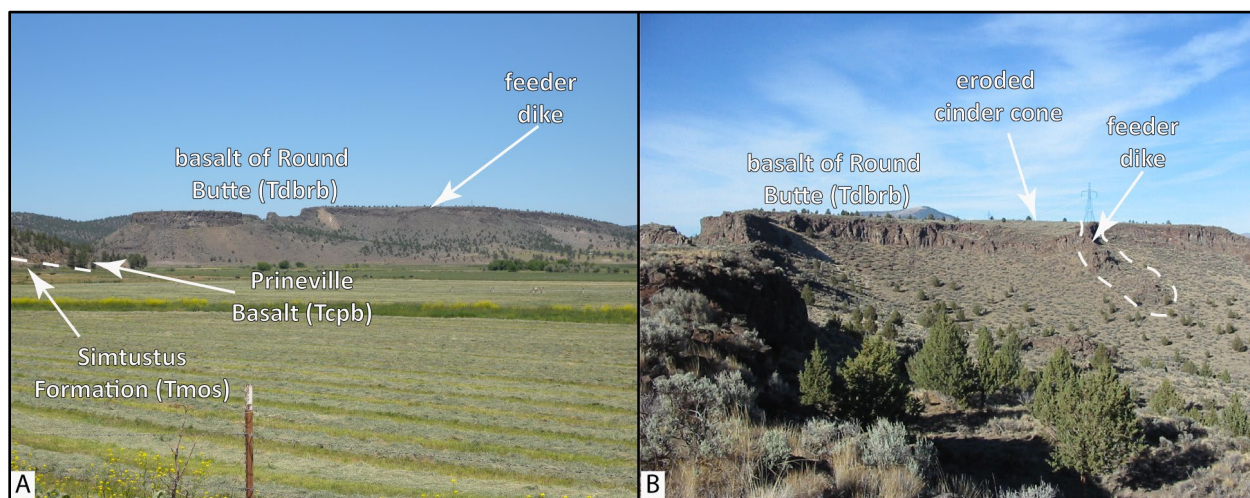 feeder
dike
basalt of Round
Butte (Tdbrb)
Prineville
Basalt (Tcpb)
Simtustus
Formation (Tmos)
A
eroded
cinder cone
feeder
dike
basalt of Round
Butte (Tdbrb)
B